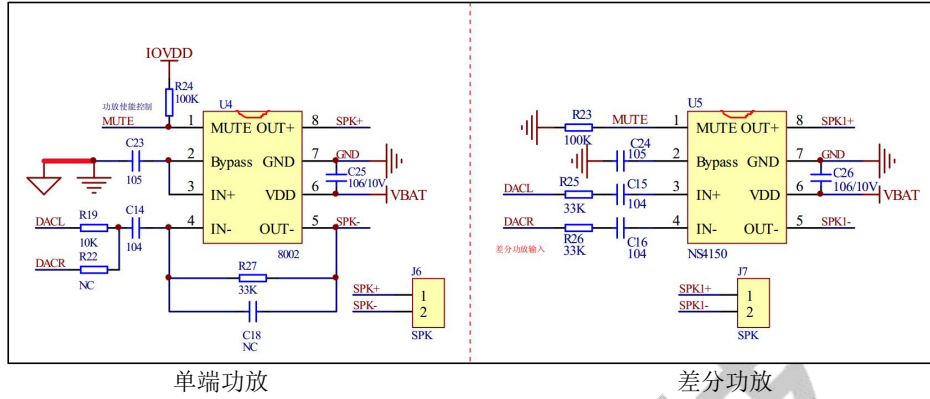 IOVDD
R24
100K
功放使能控制
MUTE
1
U4
MUTE OUT+
8
SPK+
C23
105
2
Bypass GND
7
GND
C25
106/10V
3
IN+ VDD
6
VBAT
DACL
R19
10K
C14
104
4
IN- OUT-
5
SPK-
8002
DACR
R22
NC
R27
33K
C18
NC
J6
SPK+
1
SPK-
2
SPK
单端功放
U5
R23
100K
MUTE
1
MUTE OUT+
8
SPK1+
C24
105
2
Bypass GND
7
GND
C26
106/10V
DACL
R25
33K
C15
104
3
IN+ VDD
6
VBAT
DACR
R26
33K
C16
104
4
IN- OUT-
5
SPK1-
差分功放输入
NS4150
J7
SPK1+
1
SPK1-
2
SPK
差分功放